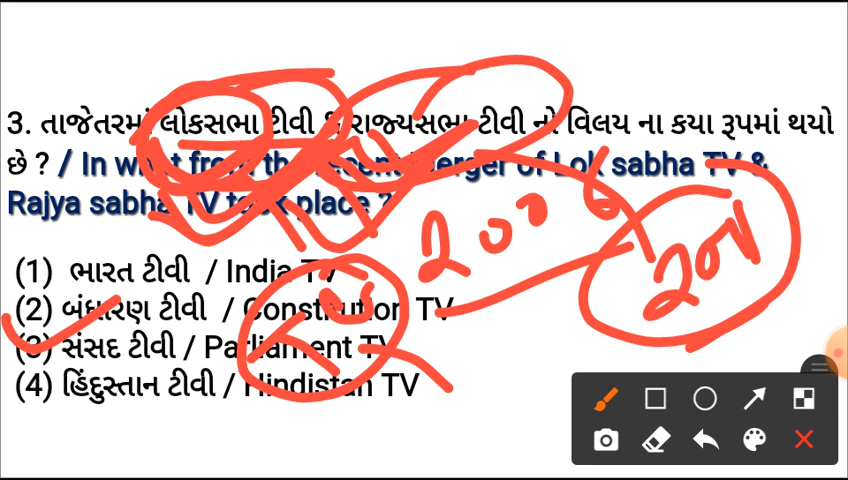 3. તાજેતરમાં લોકસભા ટીવી & રાજ્યસભા ટીવી નો વિલય ના કયા રૂપમાં થયો
છે ? / In what from the recent merger of Lok sabha TV &
Rajya sabha TV took place ?
(1) ભારત ટીવી / India TV
(2) બંધારણ ટીવી / Constitution TV
(3) સંસદ ટીવી / Parliament TV
(4) હિંદુસ્તાન ટીવી / Hindistan TV